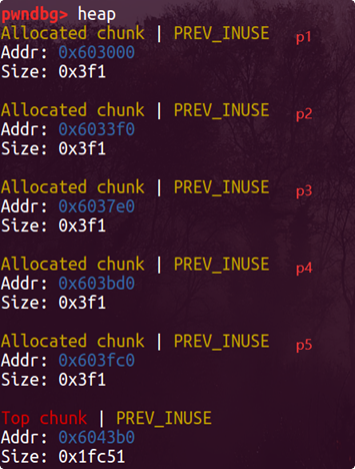 pwndbg> heap
Allocated chunk | PREV_INUSE p1
Addr: 0x603000
Size: 0x3f1
Allocated chunk | PREV_INUSE p2
Addr: 0x6033f0
Size: 0x3f1
Allocated chunk | PREV_INUSE p3
Addr: 0x6037e0
Size: 0x3f1
Allocated chunk | PREV_INUSE p4
Addr: 0x603bd0
Size: 0x3f1
Allocated chunk | PREV_INUSE p5
Addr: 0x603fc0
Size: 0x3f1
Top chunk | PREV_INUSE
Addr: 0x6043b0
Size: 0x1fc51